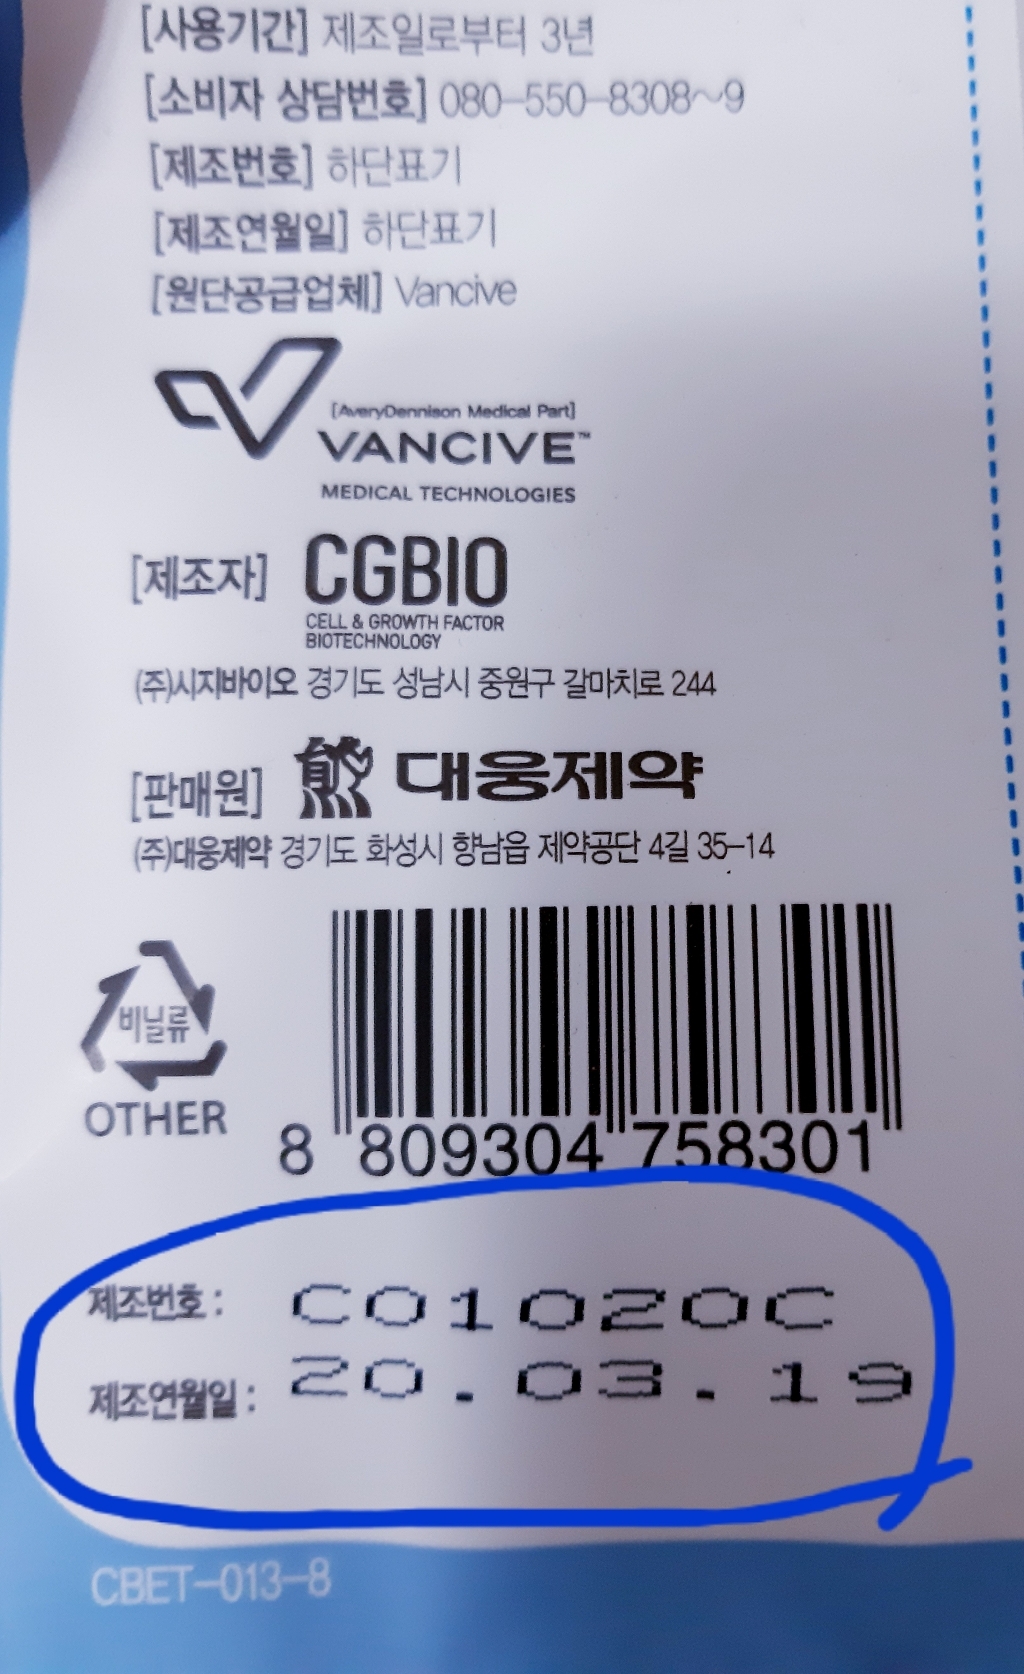 [사용기간] 제조일로부터 3년
[소비자 상담번호] 080-550-8308~9
[제조번호] 하단표기
[제조연월일] 하단표기
[원단공급업체] Vancive
[AveryDennison Medical Part]
VANCIVE™
MEDICAL TECHNOLOGIES
[제조자] CGBIO
CELL & GROWTH FACTOR
BIOTECHNOLOGY
(주)시지바이오 경기도 성남시 중원구 갈마치로 244
[판매원] 대웅제약
(주)대웅제약 경기도 화성시 향남읍 제약공단 4길 35-14
비닐류
OTHER
8 809304 758301
제조번호 : C01020C
제조연월일 : 20.03.19
CBET-013-8